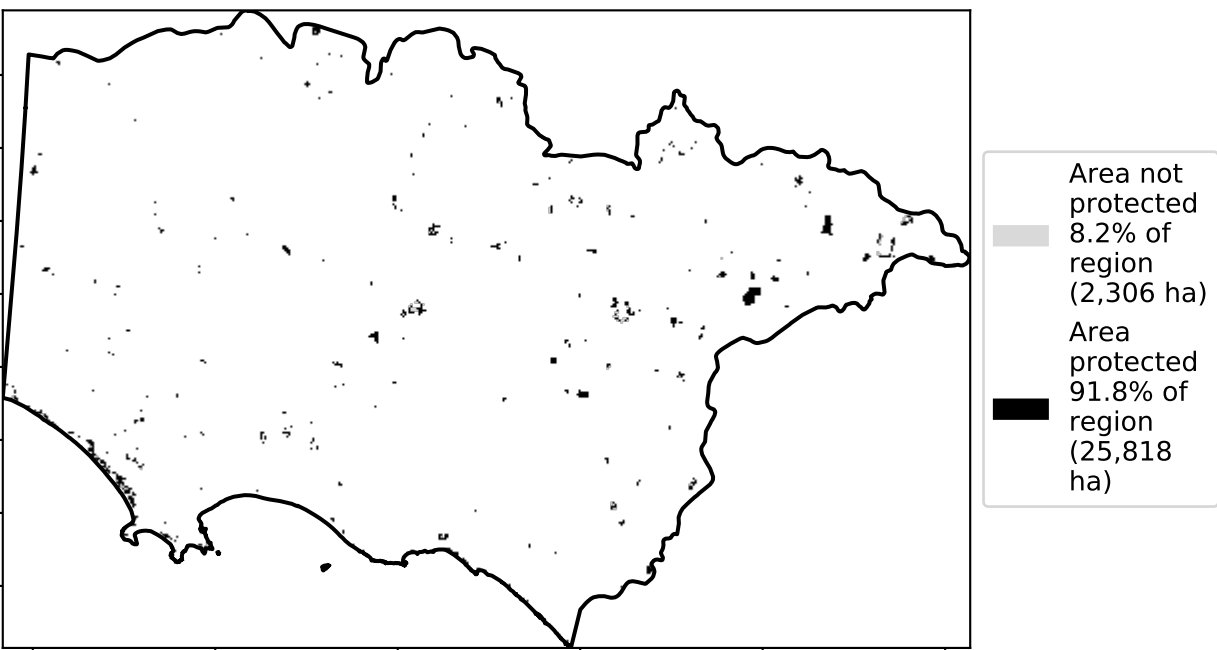 Area not
protected
8.2% of
region
(2,306 ha)
Area
protected
91.8% of
region
(25,818
ha)